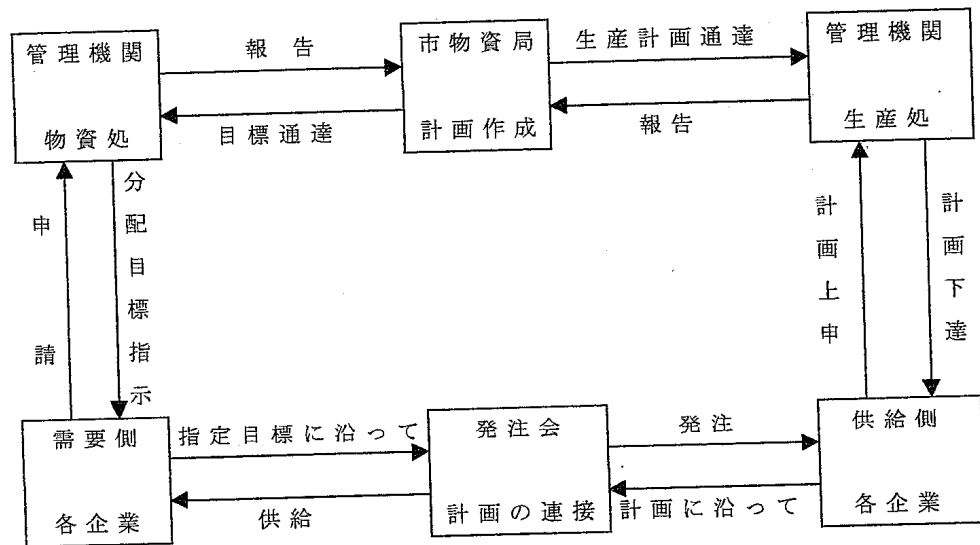 管理機関
物資処
報告
目標通達
市物資局
計画作成
生産計画通達
報告
管理機関
生産処
申請
分配目標指示
計画上申
計画下達
需要側
各企業
指定目標に沿って
供給
発注会
計画の連接
発注
計画に沿って
供給側
各企業